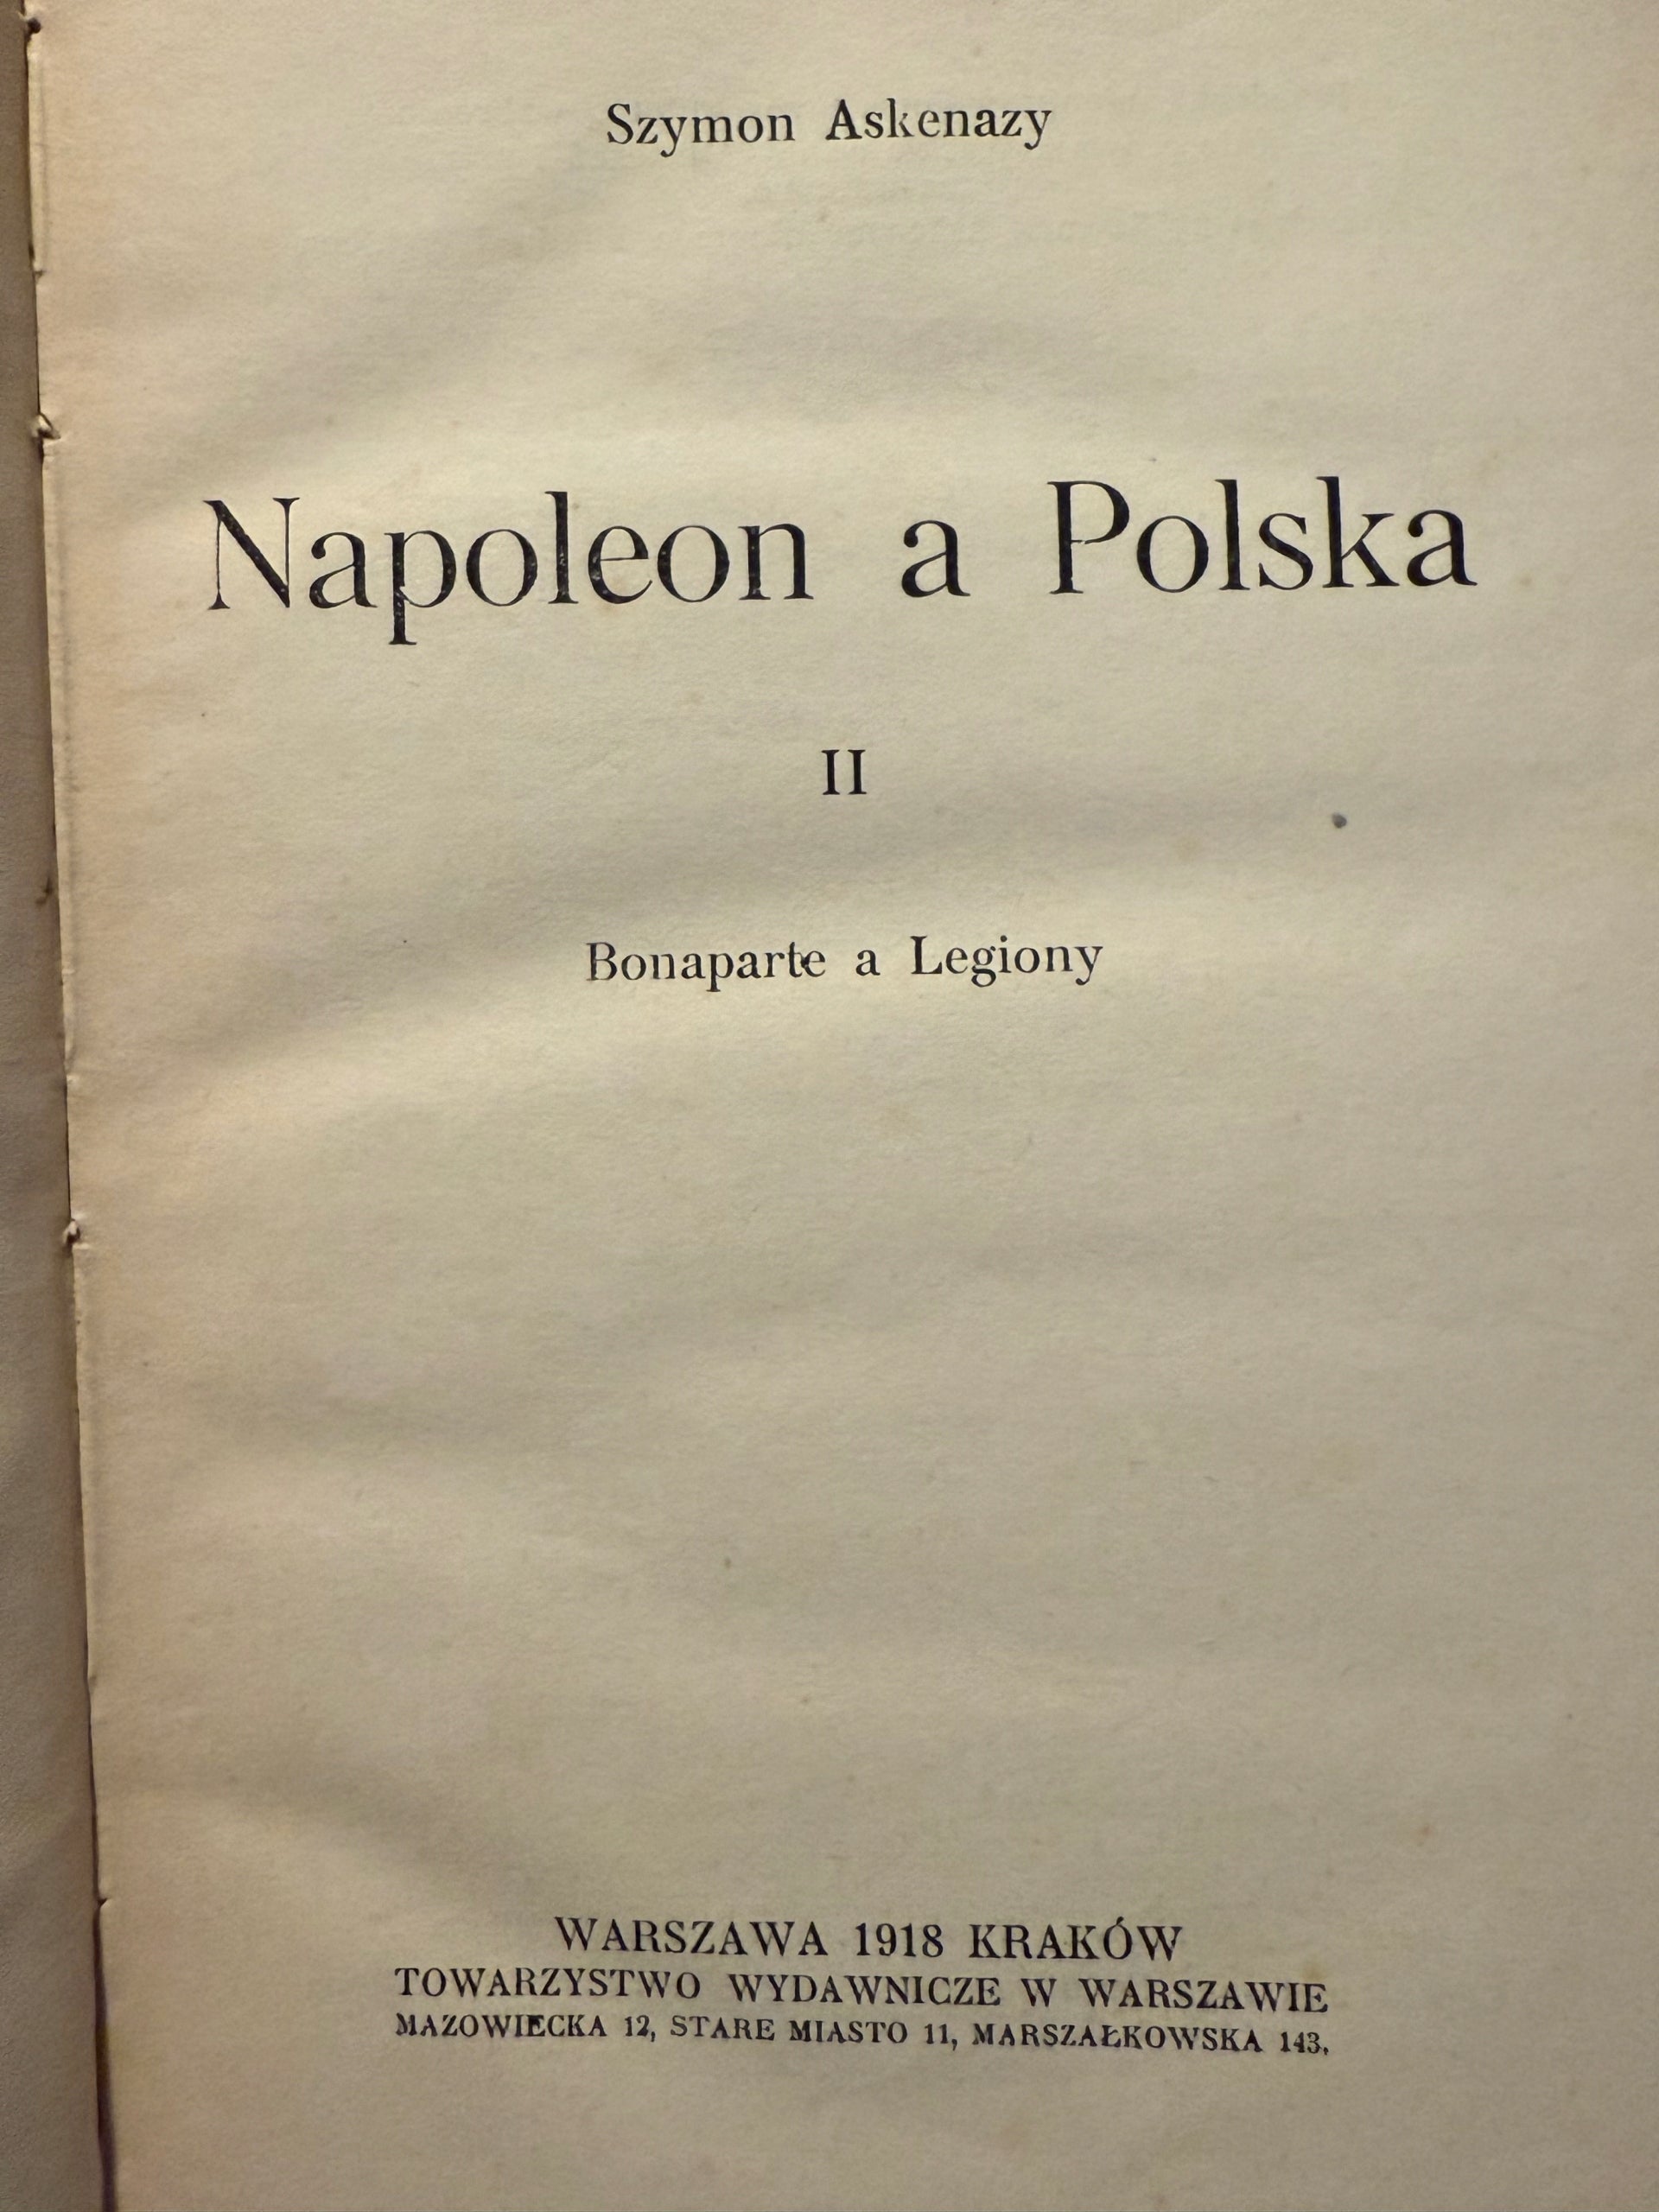 Szymon Askenazy
Napoleon a Polska
II
Bonaparte a Legiony
WARSZAWA 1918 KRAKÓW
TOWARZYSTWO WYDAWNICZE W WARSZAWIE
MAZOWIECKA 12, STARE MIASTO 11, MARSZAŁKOWSKA 143.